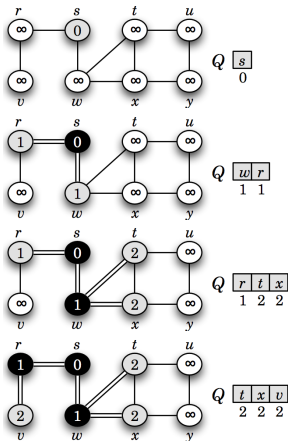 r s t u
∞ 0 ∞ ∞ Q s
0
∞ ∞ ∞ ∞
v w x y
r s t u
1 0 ∞ ∞
Q w r
∞ 1 ∞ ∞ 1 1
v w x y
r s t u
1 0 2 ∞
Q r t x
∞ 1 2 ∞ 1 2 2
v w x y
r s t u
1 0 2 ∞
Q t x v
2 1 2 ∞ 2 2 2
v w x y